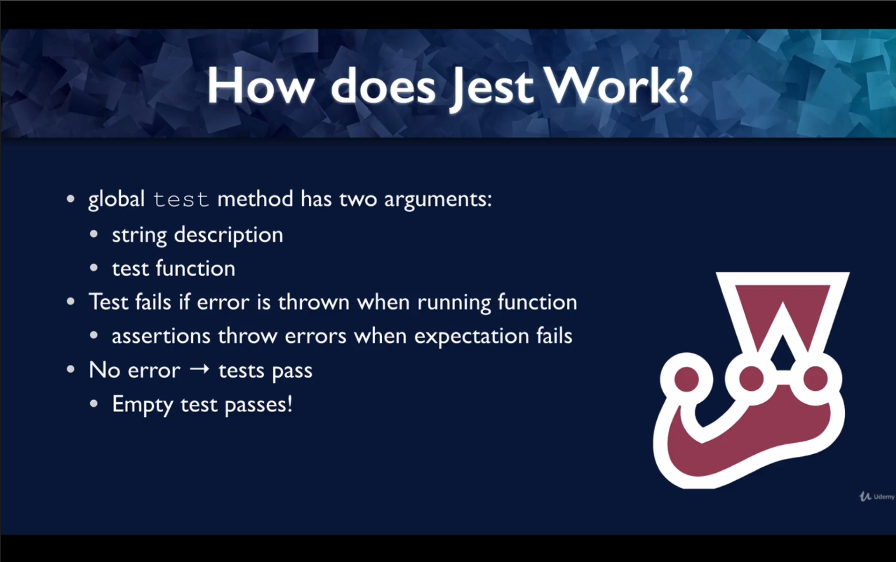 How does Jest Work?
• global test method has two arguments:
• string description
• test function
• Test fails if error is thrown when running function
• assertions throw errors when expectation fails
• No error → tests pass
• Empty test passes!
Udemy